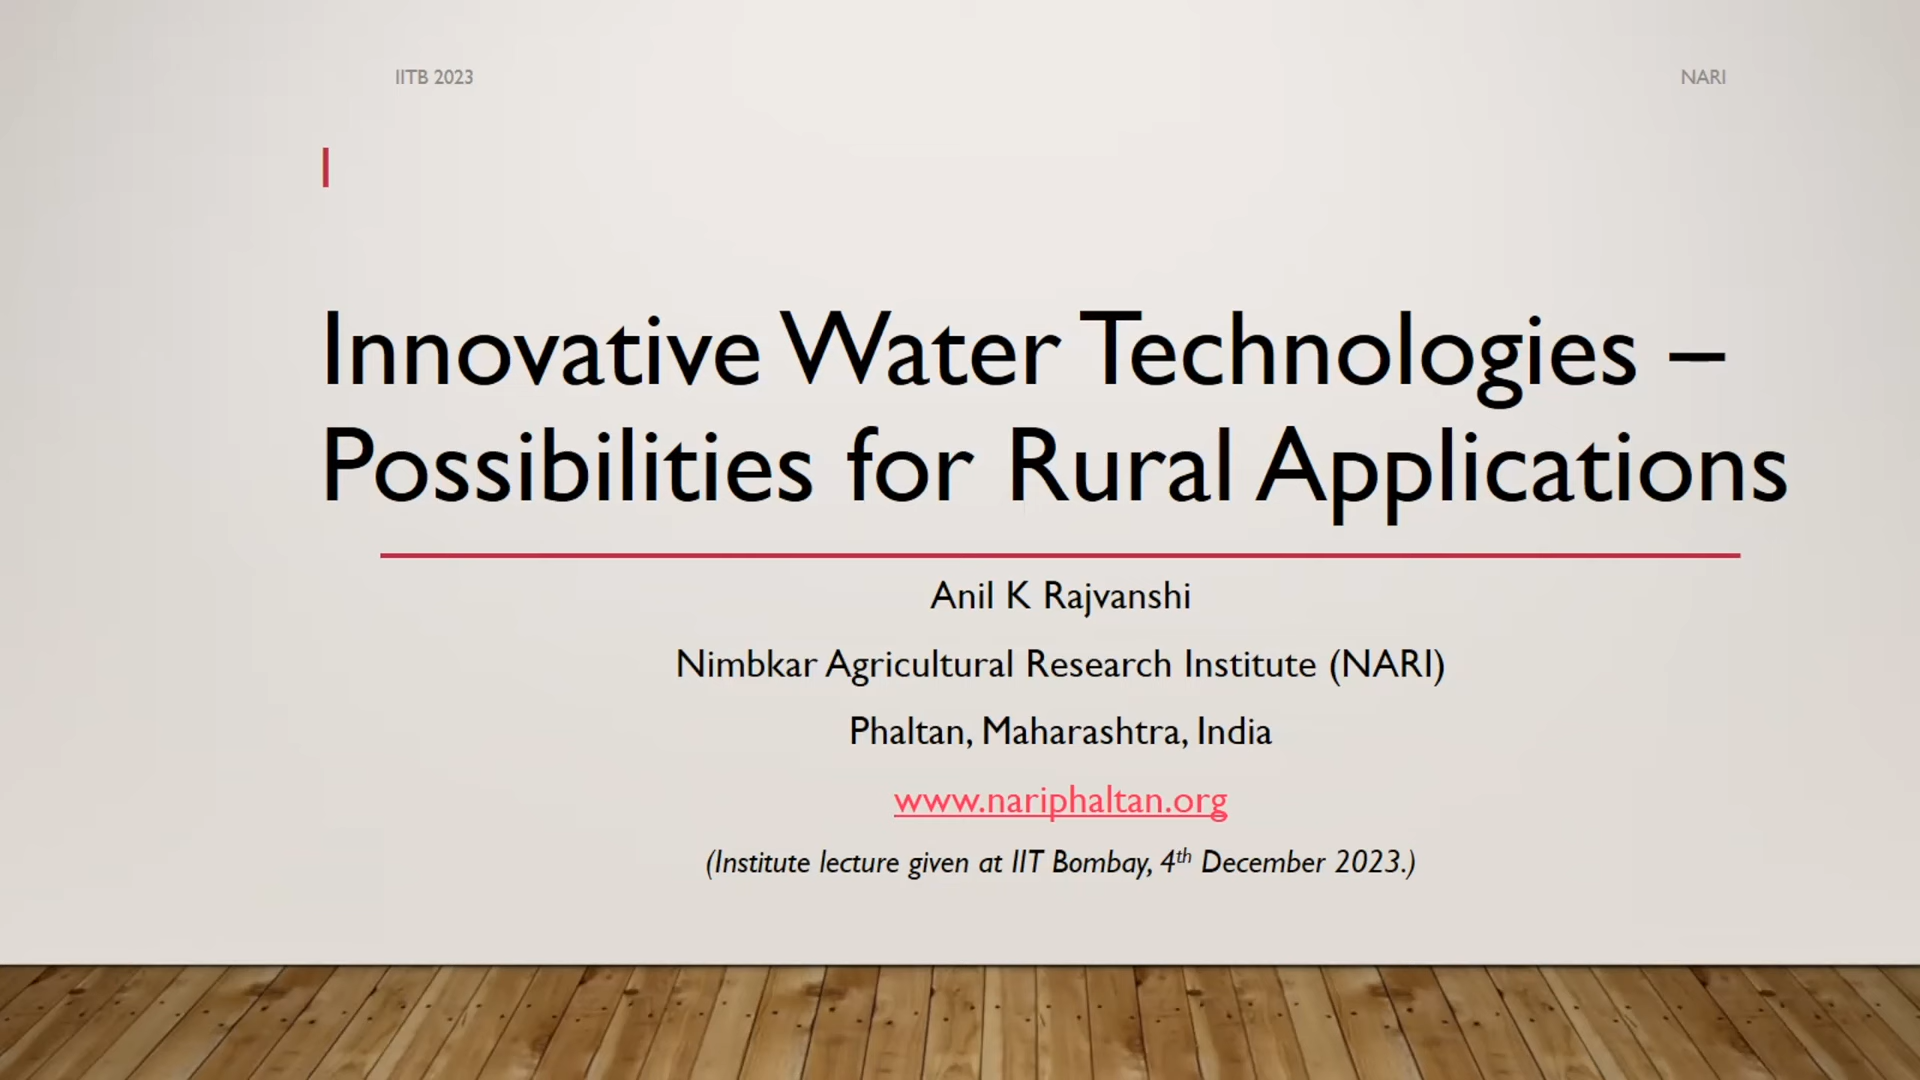 IITB 2023
NARI
I
Innovative Water Technologies –
Possibilities for Rural Applications
Anil K Rajvanshi
Nimbkar Agricultural Research Institute (NARI)
Phaltan, Maharashtra, India
www.nariphaltan.org
(Institute lecture given at IIT Bombay, 4th December 2023.)